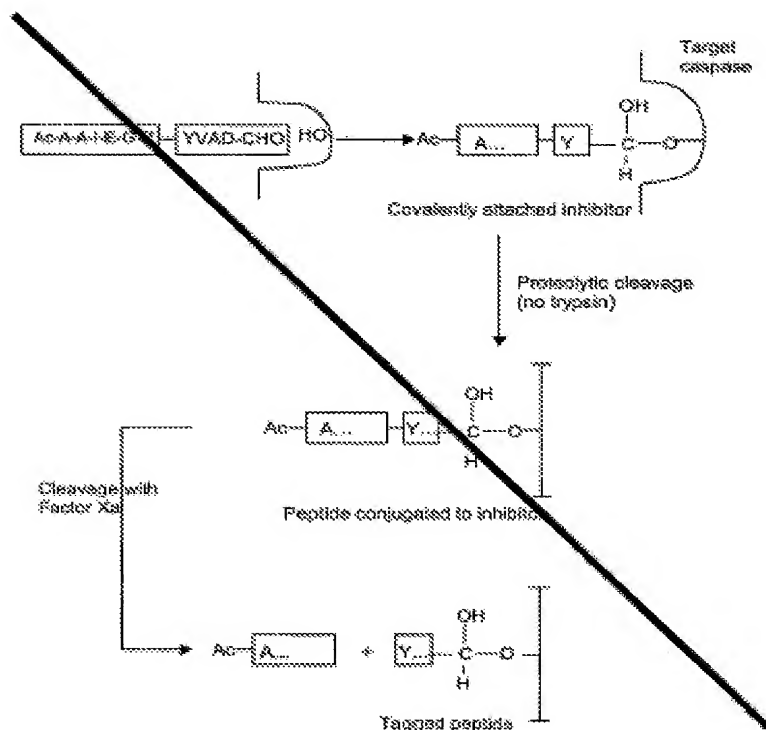 Target
caspase
Ac-A-A-I-E-G-
YVAD-CHO
HO
Ac
A...
Y
OH
C
O
H
Covalently attached inhibitor
Proteolytic cleavage
(no trypsin)
Ac
A...
Y...
OH
C
O
H
Peptide conjugated to inhibitor
Cleavage with
Factor Xa
Ac
A...
+
Y...
OH
C
O
H
Tagged peptide